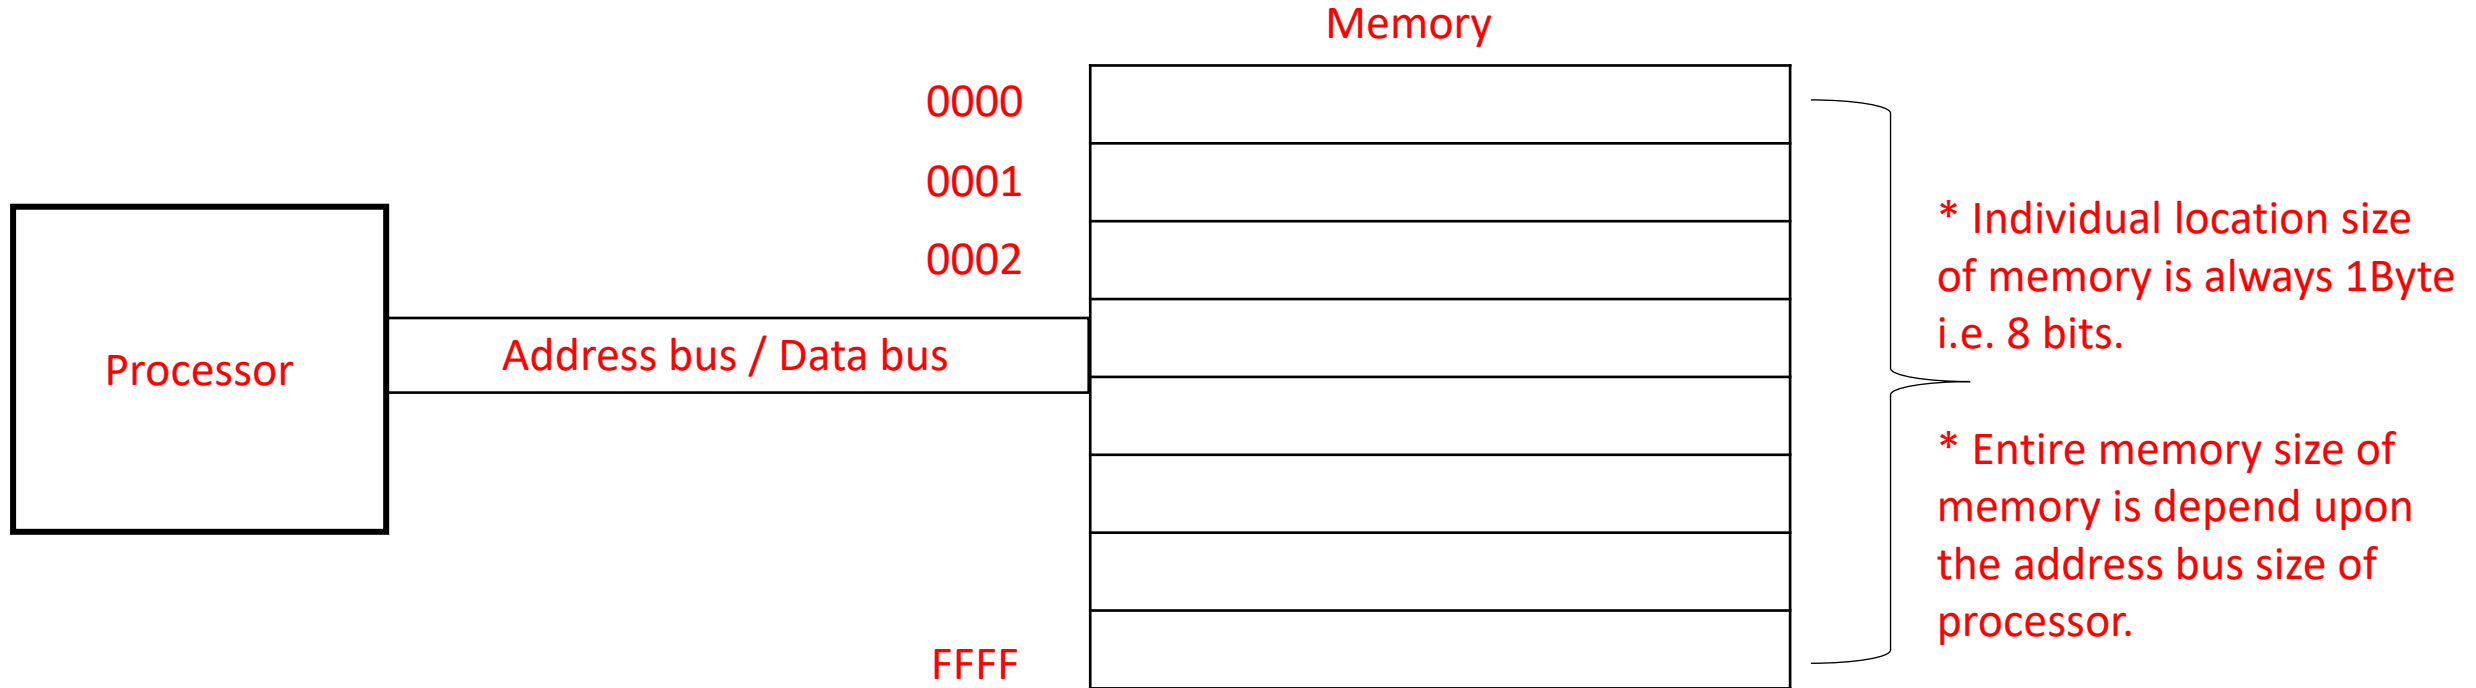 Memory
0000
0001
0002
FFFF
Processor
Address bus / Data bus
* Individual location size
of memory is always 1Byte
i.e. 8 bits.
* Entire memory size of
memory is depend upon
the address bus size of
processor.